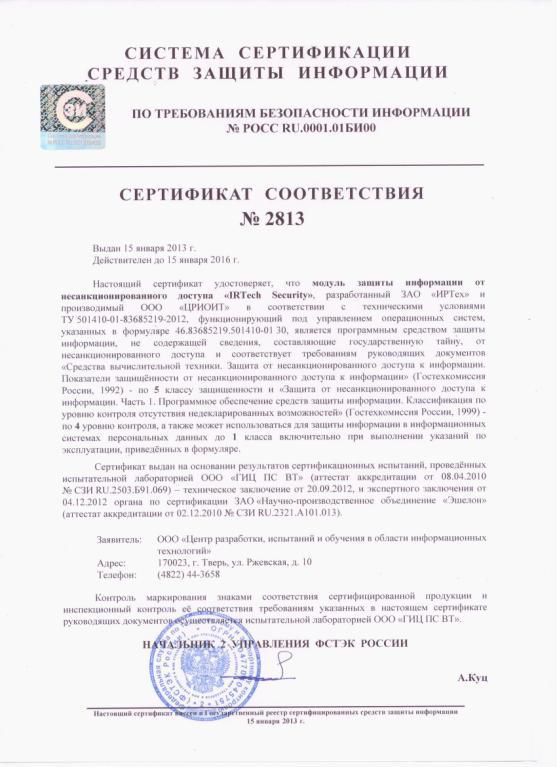 СИСТЕМА СЕРТИФИКАЦИИ
СРЕДСТВ ЗАЩИТЫ ИНФОРМАЦИИ
ЗИ
ПО ТРЕБОВАНИЯМ БЕЗОПАСНОСТИ ИНФОРМАЦИИ
№ РОСС RU.0001.01БИ00
СЕРТИФИКАТ СООТВЕТСТВИЯ
№ 2813
Выдан 15 января 2013 г.
Действителен до 15 января 2016 г.
Настоящий сертификат удостоверяет, что модуль защиты информации от
несанкционированного доступа «IRTech Security», разработанный ЗАО «ИРТех» и
производимый ООО «ЦРИОИТ» в соответствии с техническими условиями
ТУ 501410-01-83685219-2012, функционирующий под управлением операционных систем,
указанных в формуляре 46.83685219.501410-01 30, является программным средством защиты
информации, не содержащей сведения, составляющие государственную тайну, от
несанкционированного доступа и соответствует требованиям руководящих документов
«Средства вычислительной техники. Защита от несанкционированного доступа к информации.
Показатели защищённости от несанкционированного доступа к информации» (Гостехкомиссия
России, 1992) - по 5 классу защищенности и «Защита от несанкционированного доступа к
информации. Часть 1. Программное обеспечение средств защиты информации. Классификация по
уровню контроля отсутствия недекларированных возможностей» (Гостехкомиссия России, 1999) -
по 4 уровню контроля, а также может использоваться для защиты информации в информационных
системах персональных данных до 1 класса включительно при выполнении указаний по
эксплуатации, приведённых в формуляре.
Сертификат выдан на основании результатов сертификационных испытаний, проведённых
испытательной лабораторией ООО «ГИЦ ПС ВТ» (аттестат аккредитации от 08.04.2010
№ СЗИ RU.2503.Б91.069) – техническое заключение от 20.09.2012, и экспертного заключения от
04.12.2012 органа по сертификации ЗАО «Научно-производственное объединение «Эшелон»
(аттестат аккредитации от 02.12.2010 № СЗИ RU.2321.А101.013).
Заявитель: ООО «Центр разработки, испытаний и обучения в области информационных
технологий»
Адрес: 170023, г. Тверь, ул. Ржевская, д. 10
Телефон: (4822) 44-3658
Контроль маркирования знаками соответствия сертифицированной продукции и
инспекционный контроль её соответствия требованиям указанных в настоящем сертификате
руководящих документов осуществляется испытательной лабораторией ООО «ГИЦ ПС ВТ».
НАЧАЛЬНИК 2 УПРАВЛЕНИЯ ФСТЭК РОССИИ
А.Куц
Настоящий сертификат внесен в Государственный реестр сертифицированных средств защиты информации
15 января 2013 г.